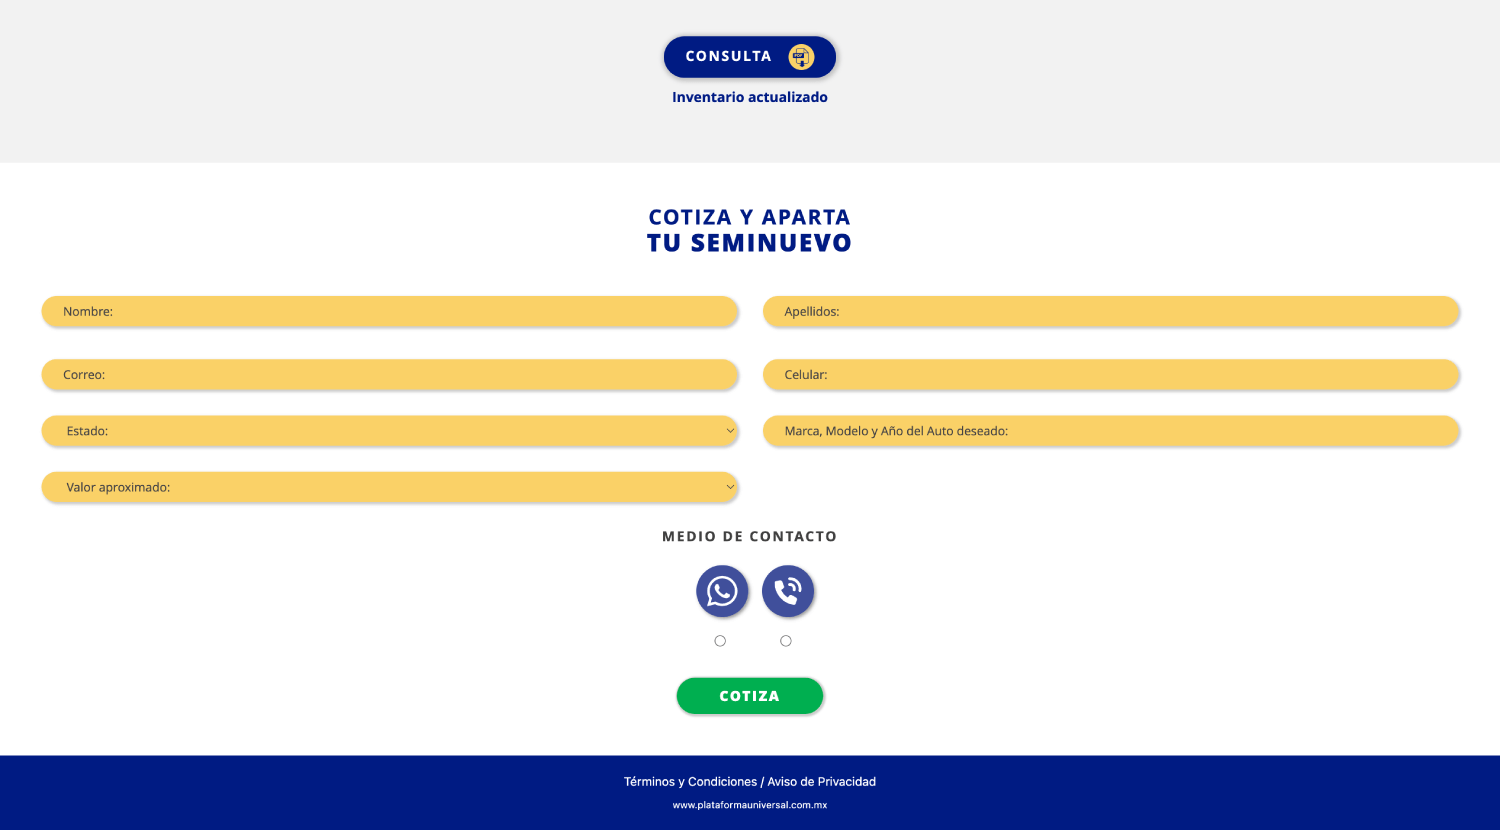 CONSULTA
PDF
Inventario actualizado
COTIZA Y APARTA
TU SEMINUEVO
Nombre:
Apellidos:
Correo:
Celular:
Estado:
Marca, Modelo y Año del Auto deseado:
Valor aproximado:
MEDIO DE CONTACTO
COTIZA
Términos y Condiciones / Aviso de Privacidad
www.plataformauniversal.com.mx